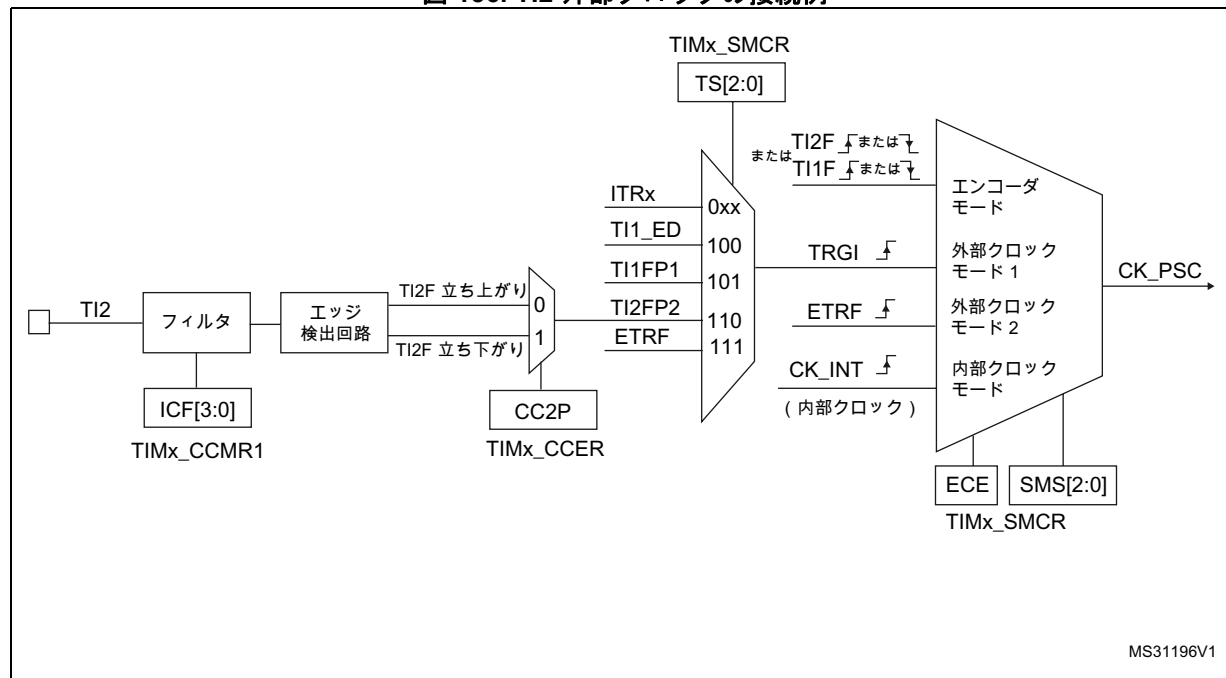 TIMx_SMCR
TS[2:0]
または
TI2F または
TI1F または
ITRx
0xx
TI1_ED
100
TI1FP1
101
TI2FP2
110
ETRF
111
TRGI
ETRF
CK_INT
(内部クロック)
エンコーダ
モード
外部クロック
モード 1
外部クロック
モード 2
内部クロック
モード
CK_PSC
TI2
フィルタ
エッジ
検出回路
TI2F 立ち上がり
TI2F 立ち下がり
0
1
ICF[3:0]
TIMx_CCMR1
CC2P
TIMx_CCER
ECE
SMS[2:0]
TIMx_SMCR
MS31196V1